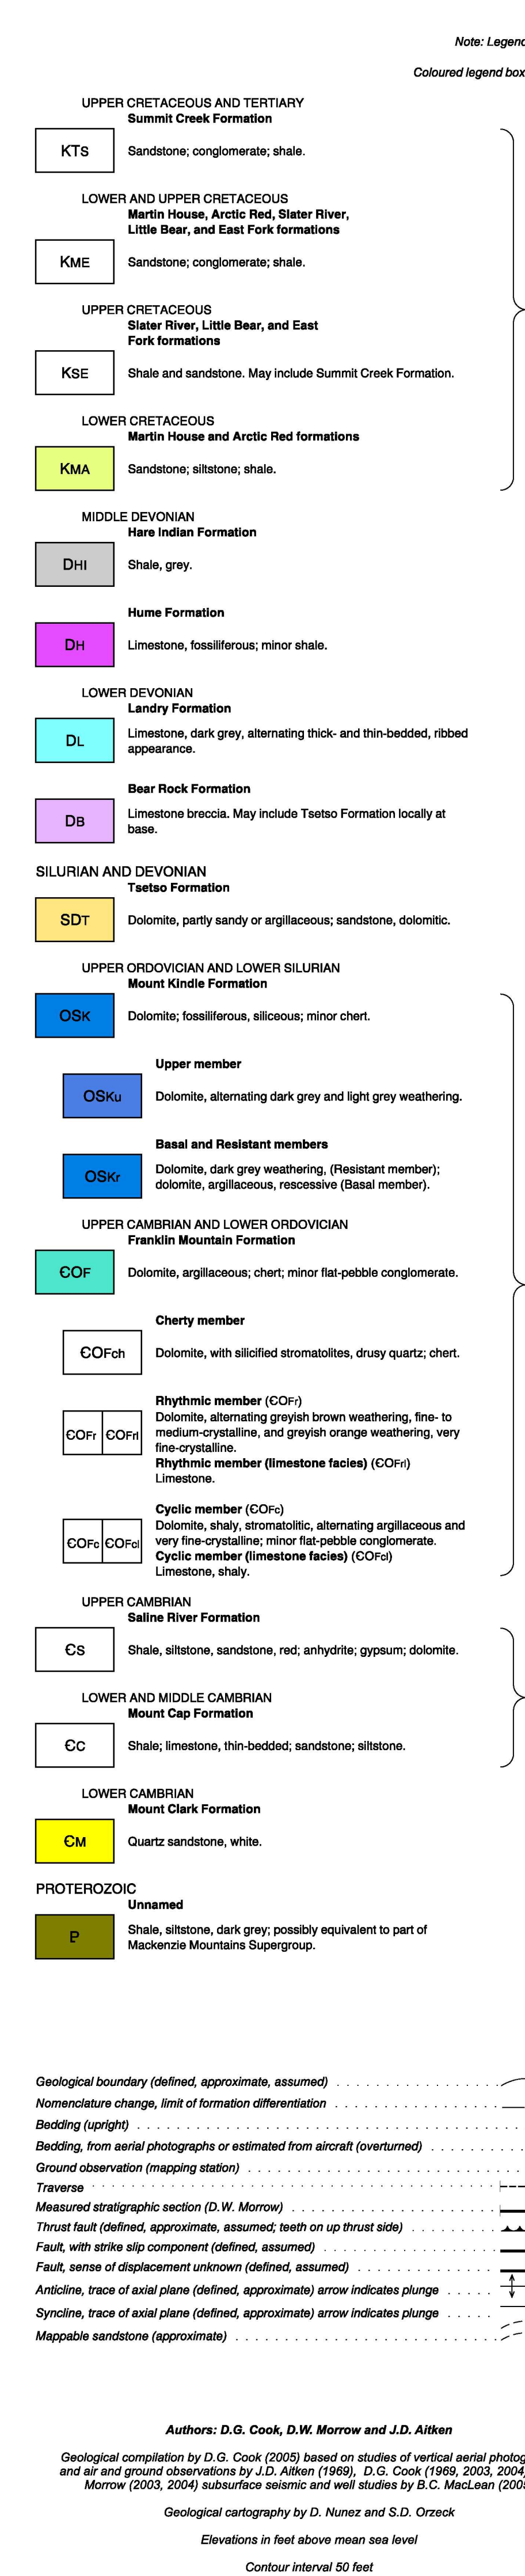 Note: Legend
Coloured legend box
UPPER CRETACEOUS AND TERTIARY
Summit Creek Formation
KTS Sandstone; conglomerate; shale.
LOWER AND UPPER CRETACEOUS
Martin House, Arctic Red, Slater River,
Little Bear, and East Fork formations
KME Sandstone; conglomerate; shale.
UPPER CRETACEOUS
Slater River, Little Bear, and East
Fork formations
KSE Shale and sandstone. May include Summit Creek Formation.
LOWER CRETACEOUS
Martin House and Arctic Red formations
KMA Sandstone; siltstone; shale.
MIDDLE DEVONIAN
Hare Indian Formation
DHI Shale, grey.
Hume Formation
DH Limestone, fossiliferous; minor shale.
LOWER DEVONIAN
Landry Formation
DL Limestone, dark grey, alternating thick- and thin-bedded, ribbed
appearance.
Bear Rock Formation
DB Limestone breccia. May include Tsetso Formation locally at
base.
SILURIAN AND DEVONIAN
Tsetso Formation
SDT Dolomite, partly sandy or argillaceous; sandstone, dolomitic.
UPPER ORDOVICIAN AND LOWER SILURIAN
Mount Kindle Formation
OSK Dolomite; fossiliferous, siliceous; minor chert.
Upper member
OSKu Dolomite, alternating dark grey and light grey weathering.
Basal and Resistant members
OSKr Dolomite, dark grey weathering, (Resistant member);
dolomite, argillaceous, rescessive (Basal member).
UPPER CAMBRIAN AND LOWER ORDOVICIAN
Franklin Mountain Formation
ЄOF Dolomite, argillaceous; chert; minor flat-pebble conglomerate.
Cherty member
ЄOFch Dolomite, with silicified stromatolites, drusy quartz; chert.
Rhythmic member (ЄOFr)
ЄOFr ЄOFrl Dolomite, alternating greyish brown weathering, fine- to
medium-crystalline, and greyish orange weathering, very
fine-crystalline.
Rhythmic member (limestone facies) (ЄOFrl)
Limestone.
Cyclic member (ЄOFc)
ЄOFc ЄOFcl Dolomite, shaly, stromatolitic, alternating argillaceous and
very fine-crystalline; minor flat-pebble conglomerate.
Cyclic member (limestone facies) (ЄOFcl)
Limestone, shaly.
UPPER CAMBRIAN
Saline River Formation
ЄS Shale, siltstone, sandstone, red; anhydrite; gypsum; dolomite.
LOWER AND MIDDLE CAMBRIAN
Mount Cap Formation
ЄC Shale; limestone, thin-bedded; sandstone; siltstone.
LOWER CAMBRIAN
Mount Clark Formation
ЄM Quartz sandstone, white.
PROTEROZOIC
Unnamed
P Shale, siltstone, dark grey; possibly equivalent to part of
Mackenzie Mountains Supergroup.
Geological boundary (defined, approximate, assumed)
Nomenclature change, limit of formation differentiation
Bedding (upright)
Bedding, from aerial photographs or estimated from aircraft (overturned)
Ground observation (mapping station)
Traverse
Measured stratigraphic section (D.W. Morrow)
Thrust fault (defined, approximate, assumed; teeth on up thrust side)
Fault, with strike slip component (defined, assumed)
Fault, sense of displacement unknown (defined, assumed)
Anticline, trace of axial plane (defined, approximate) arrow indicates plunge
Syncline, trace of axial plane (defined, approximate) arrow indicates plunge
Mappable sandstone (approximate)
Authors: D.G. Cook, D.W. Morrow and J.D. Aitken
Geological compilation by D.G. Cook (2005) based on studies of vertical aerial photog
and air and ground observations by J.D. Aitken (1969), D.G. Cook (1969, 2003, 2004)
Morrow (2003, 2004) subsurface seismic and well studies by B.C. MacLean (2005
Geological cartography by D. Nunez and S.D. Orzeck
Elevations in feet above mean sea level
Contour interval 50 feet